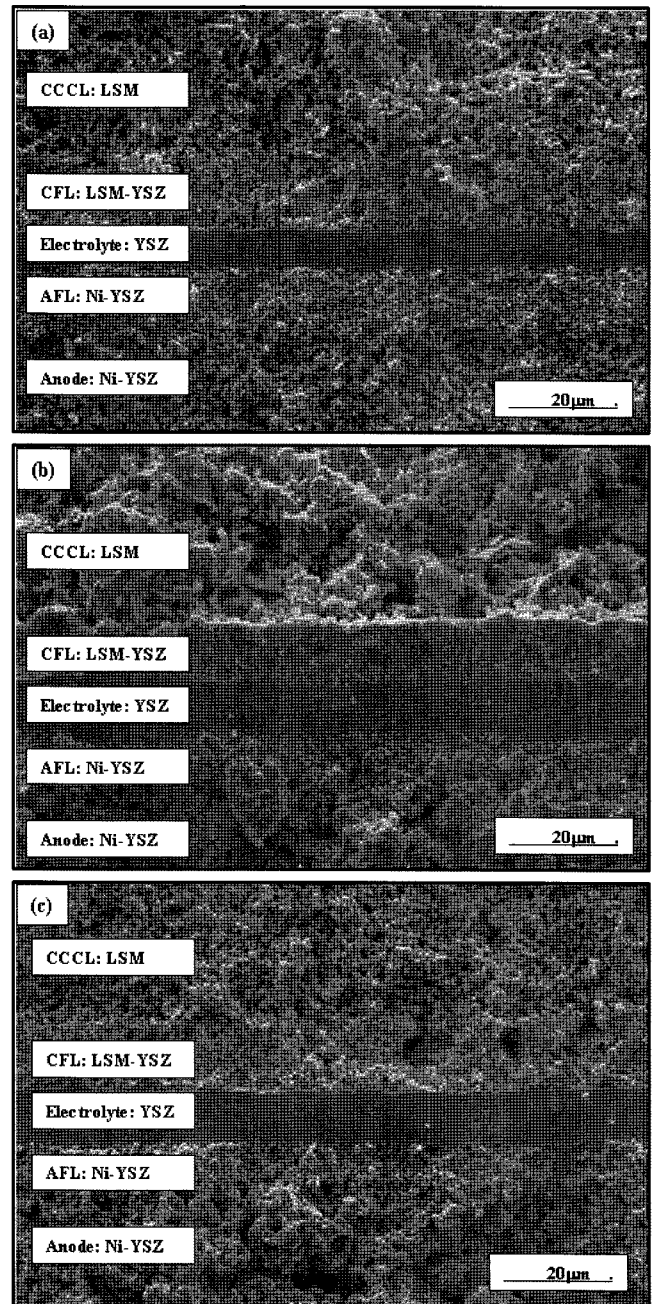 (a)
CCCL: LSM
CFL: LSM-YSZ
Electrolyte: YSZ
AFL: Ni-YSZ
Anode: Ni-YSZ
20µm
(b)
CCCL: LSM
CFL: LSM-YSZ
Electrolyte: YSZ
AFL: Ni-YSZ
Anode: Ni-YSZ
20µm
(c)
CCCL: LSM
CFL: LSM-YSZ
Electrolyte: YSZ
AFL: Ni-YSZ
Anode: Ni-YSZ
20µm